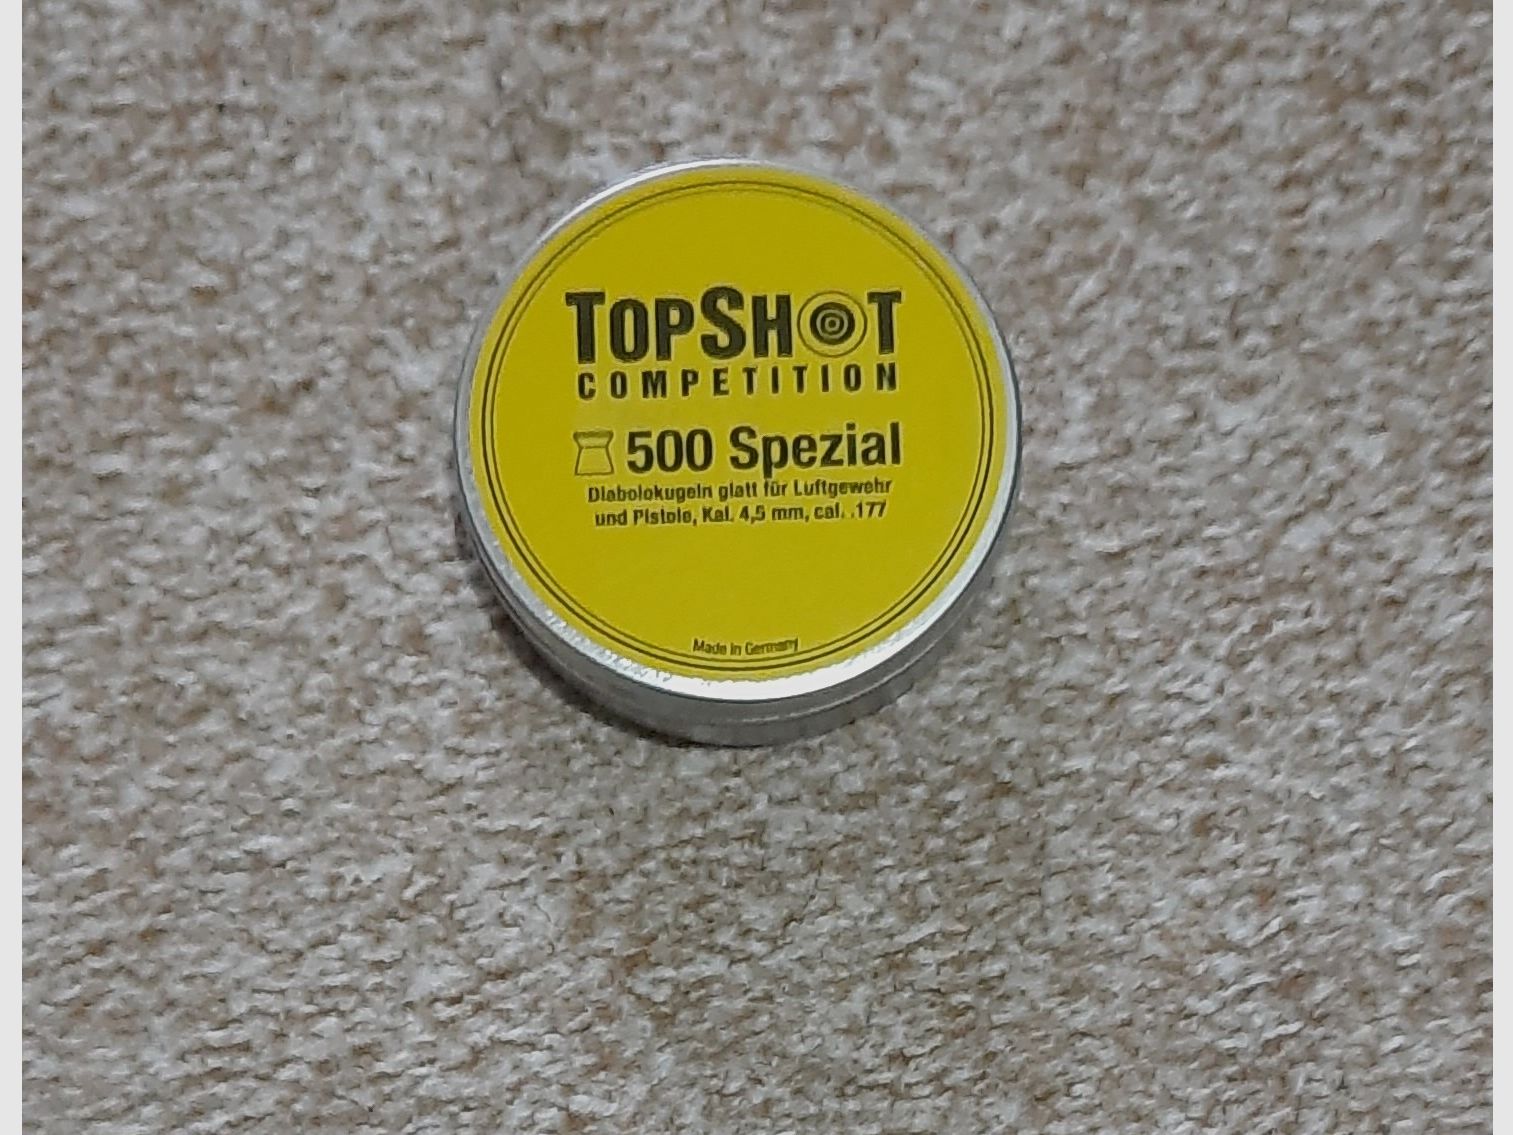 TOPSHOT
COMPETITION
500 Spezial
Diabolokugeln glatt für Luftgewehr
und Pistole, Kal. 4,5 mm, cal. .177
Made in Germany